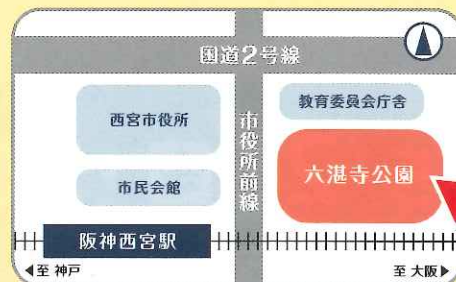 国道2号線
教育委員会庁舎
西宮市役所
市役所前線
六湛寺公園
市民会館
阪神西宮駅
◀至 神戸
至 大阪▶